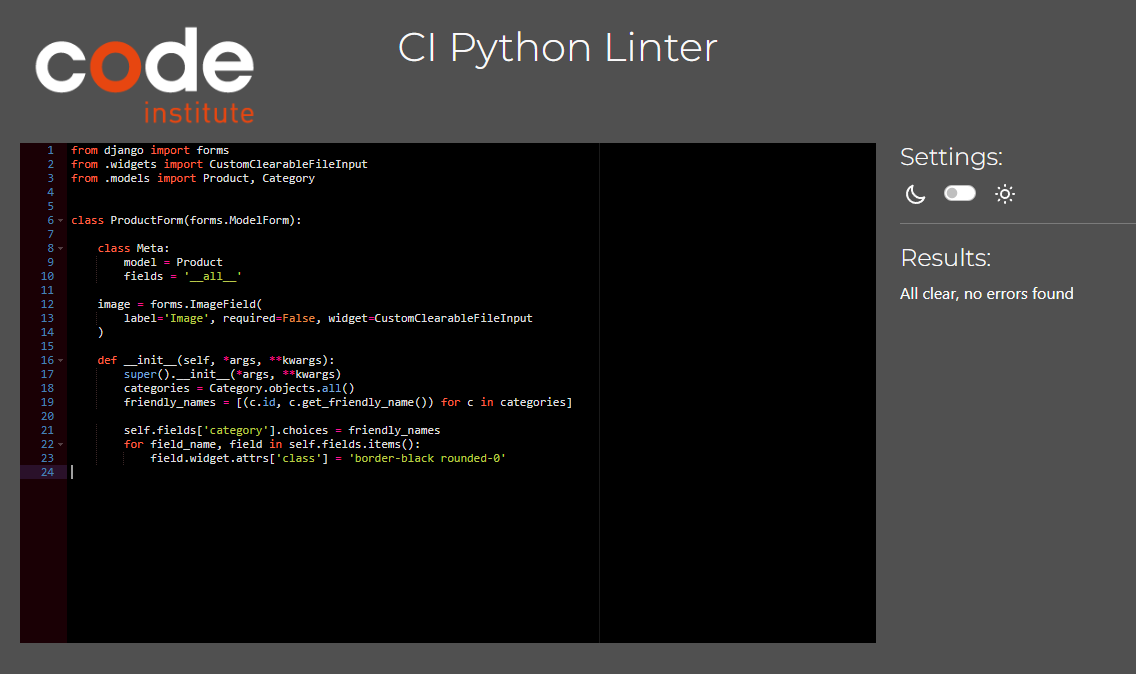 code
institute
CI Python Linter
1 from django import forms
2 from .widgets import CustomClearableFileInput
3 from .models import Product, Category
4
5
6 class ProductForm(forms.ModelForm):
7
8     class Meta:
9         model = Product
10         fields = '__all__'
11
12     image = forms.ImageField(
13         label='Image', required=False, widget=CustomClearableFileInput
14     )
15
16     def __init__(self, *args, **kwargs):
17         super().__init__(*args, **kwargs)
18         categories = Category.objects.all()
19         friendly_names = [(c.id, c.get_friendly_name()) for c in categories]
20
21         self.fields['category'].choices = friendly_names
22         for field_name, field in self.fields.items():
23             field.widget.attrs['class'] = 'border-black rounded-0'
24
Settings:
Results:
All clear, no errors found